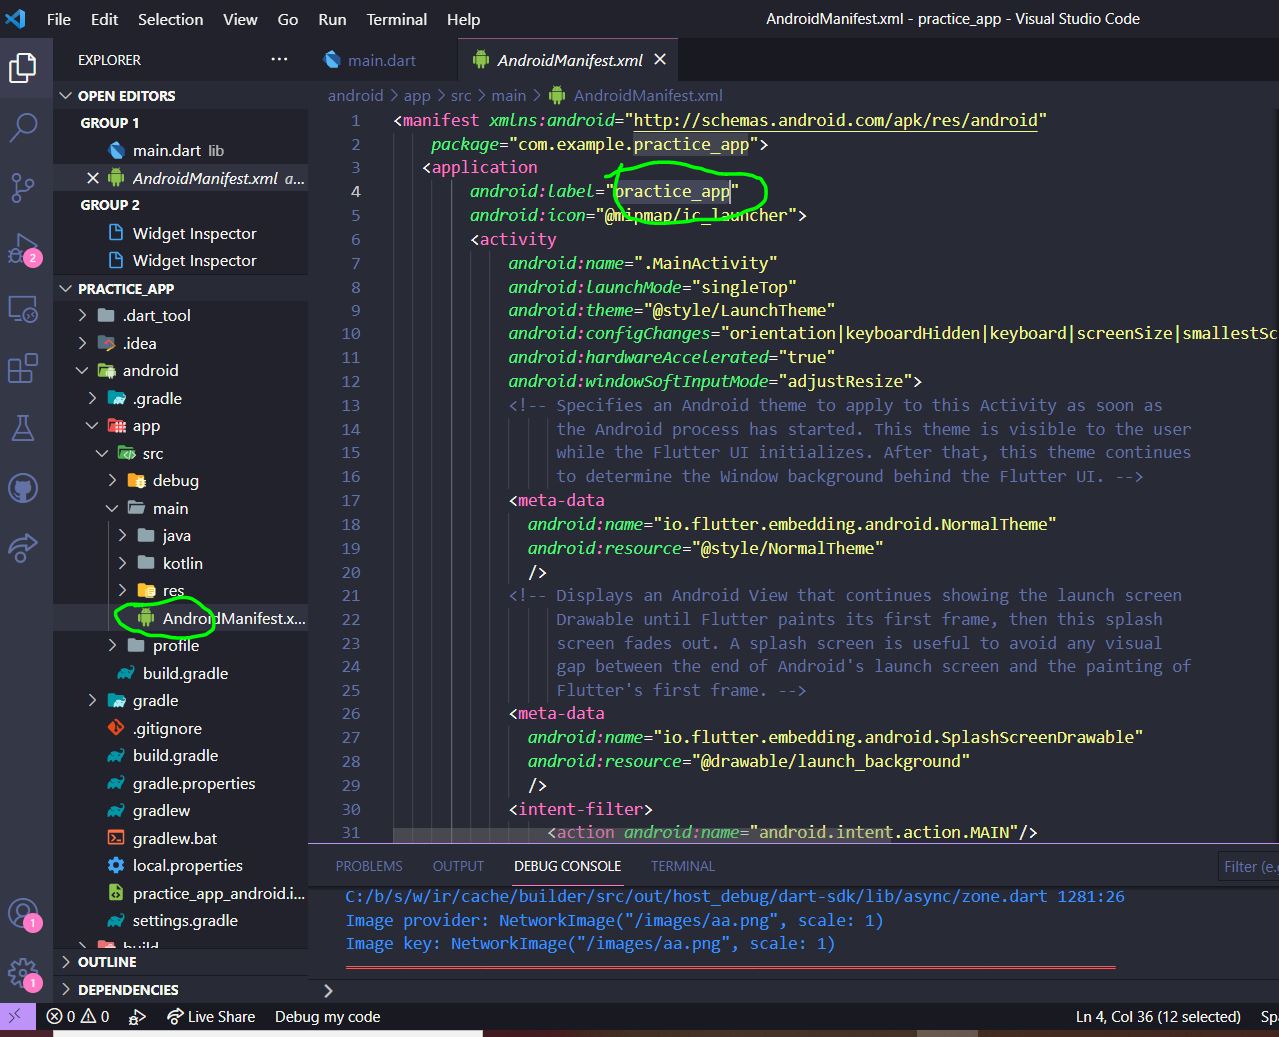 File Edit Selection View Go Run Terminal Help
AndroidManifest.xml - practice_app - Visual Studio Code
EXPLORER
OPEN EDITORS
GROUP 1
main.dart lib
AndroidManifest.xml a...
GROUP 2
Widget Inspector
Widget Inspector
PRACTICE_APP
.dart_tool
.idea
android
.gradle
app
src
debug
main
java
kotlin
res
AndroidManifest.x...
profile
build.gradle
gradle
.gitignore
build.gradle
gradle.properties
gradlew
gradlew.bat
local.properties
practice_app_android.i...
settings.gradle
build
OUTLINE
DEPENDENCIES
2
1
1
main.dart
AndroidManifest.xml
android > app > src > main > AndroidManifest.xml
1 <manifest xmlns:android="http://schemas.android.com/apk/res/android"
2 package="com.example.practice_app">
3 <application
4 android:label="practice_app"
5 android:icon="@mipmap/ic_launcher">
6 <activity
7 android:name=".MainActivity"
8 android:launchMode="singleTop"
9 android:theme="@style/LaunchTheme"
10 android:configChanges="orientation|keyboardHidden|keyboard|screenSize|smallestSc
11 android:hardwareAccelerated="true"
12 android:windowSoftInputMode="adjustResize">
13 <!-- Specifies an Android theme to apply to this Activity as soon as
14 the Android process has started. This theme is visible to the user
15 while the Flutter UI initializes. After that, this theme continues
16 to determine the Window background behind the Flutter UI. -->
17 <meta-data
18 android:name="io.flutter.embedding.android.NormalTheme"
19 android:resource="@style/NormalTheme"
20 />
21 <!-- Displays an Android View that continues showing the launch screen
22 Drawable until Flutter paints its first frame, then this splash
23 screen fades out. A splash screen is useful to avoid any visual
24 gap between the end of Android's launch screen and the painting of
25 Flutter's first frame. -->
26 <meta-data
27 android:name="io.flutter.embedding.android.SplashScreenDrawable"
28 android:resource="@drawable/launch_background"
29 />
30 <intent-filter>
31 <action android:name="android.intent.action.MAIN"/>
PROBLEMS OUTPUT DEBUG CONSOLE TERMINAL
Filter (e.g
C:/b/s/w/ir/cache/builder/src/out/host_debug/dart-sdk/lib/async/zone.dart 1281:26
Image provider: NetworkImage("/images/aa.png", scale: 1)
Image key: NetworkImage("/images/aa.png", scale: 1)
0 0 Live Share Debug my code
Ln 4, Col 36 (12 selected) Spa